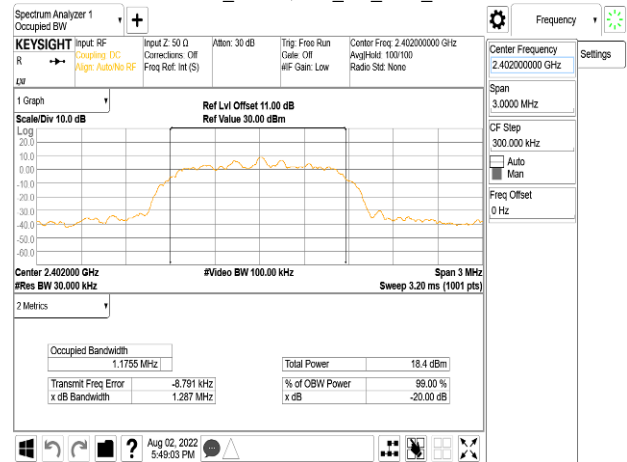 Spectrum Analyzer 1
Occupied BW
Frequency
KEYSIGHT
R
Input: RF
Coupling: DC
Align: Auto/No RF
Input Z: 50 Ω
Corrections: Off
Freq Ref: Int (S)
Atten: 30 dB
Trig: Free Run
Gate: Off
#IF Gain: Low
Center Freq: 2.402000000 GHz
Avg|Hold: 100/100
Radio Std: None
Center Frequency
2.402000000 GHz
Settings
Span
3.0000 MHz
CF Step
300.000 kHz
Auto
Man
Freq Offset
0 Hz
1 Graph
Scale/Div 10.0 dB
Ref Lvl Offset 11.00 dB
Ref Value 30.00 dBm
Log
20.0
10.0
0.00
-10.0
-20.0
-30.0
-40.0
-50.0
-60.0
Center 2.402000 GHz
#Res BW 30.000 kHz
#Video BW 100.00 kHz
Span 3 MHz
Sweep 3.20 ms (1001 pts)
2 Metrics
Occupied Bandwidth
1.1755 MHz
Total Power 18.4 dBm
Transmit Freq Error -8.791 kHz
% of OBW Power 99.00 %
x dB Bandwidth 1.287 MHz
x dB -20.00 dB
?
Aug 02, 2022
5:49:03 PM